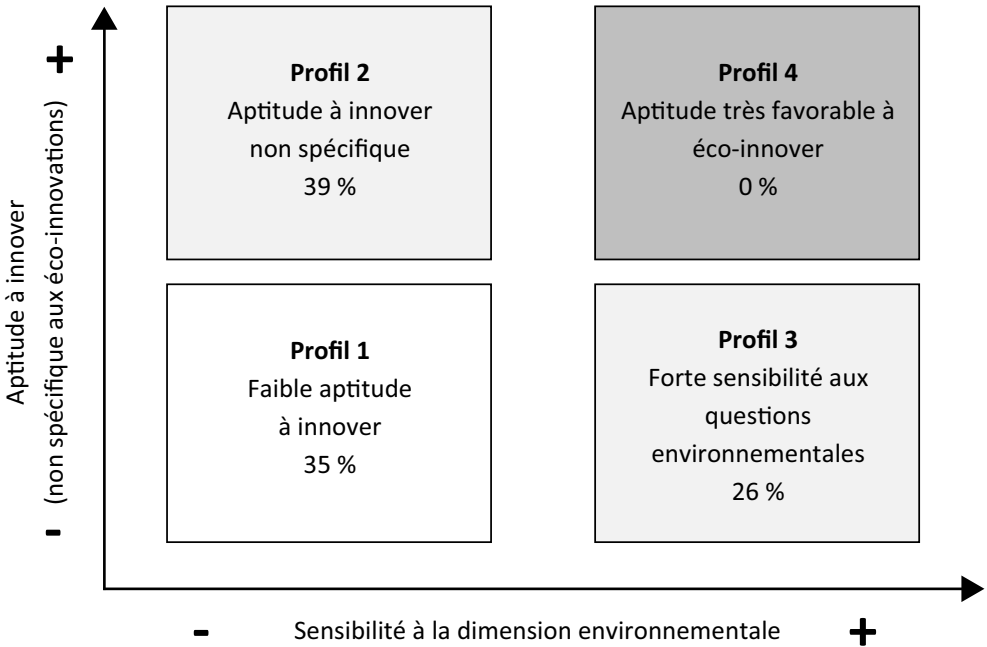 +
Aptitude à innover
(non spécifique aux éco-innovations)
-
Profil 2
Aptitude à innover
non spécifique
39 %
Profil 4
Aptitude très favorable à
éco-innover
0 %
Profil 1
Faible aptitude
à innover
35 %
Profil 3
Forte sensibilité aux
questions
environnementales
26 %
- Sensibilité à la dimension environnementale +